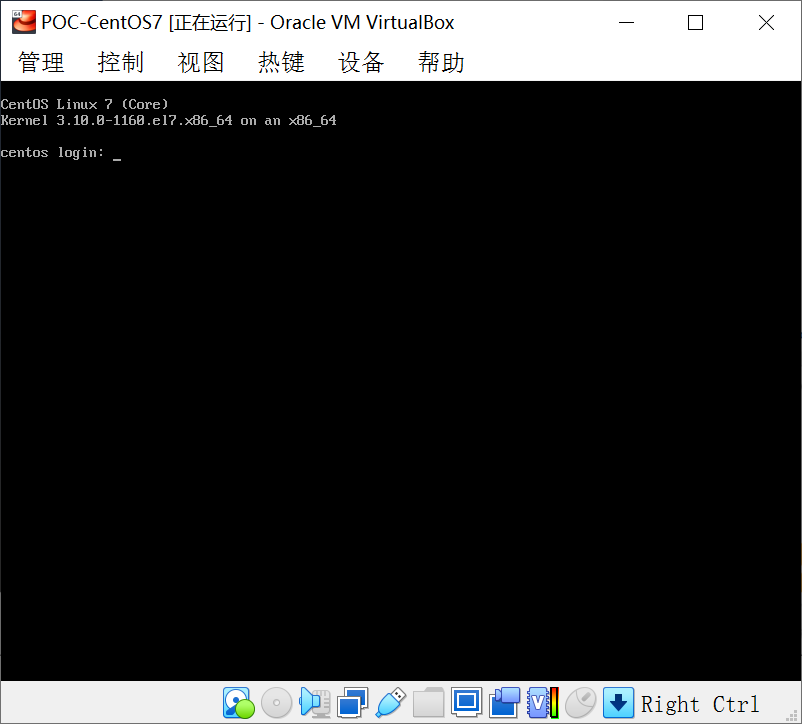 POC-CentOS7 [正在运行] - Oracle VM VirtualBox
管理 控制 视图 热键 设备 帮助
CentOS Linux 7 (Core)
Kernel 3.10.0-1160.el7.x86_64 on an x86_64
centos login: _
Right Ctrl